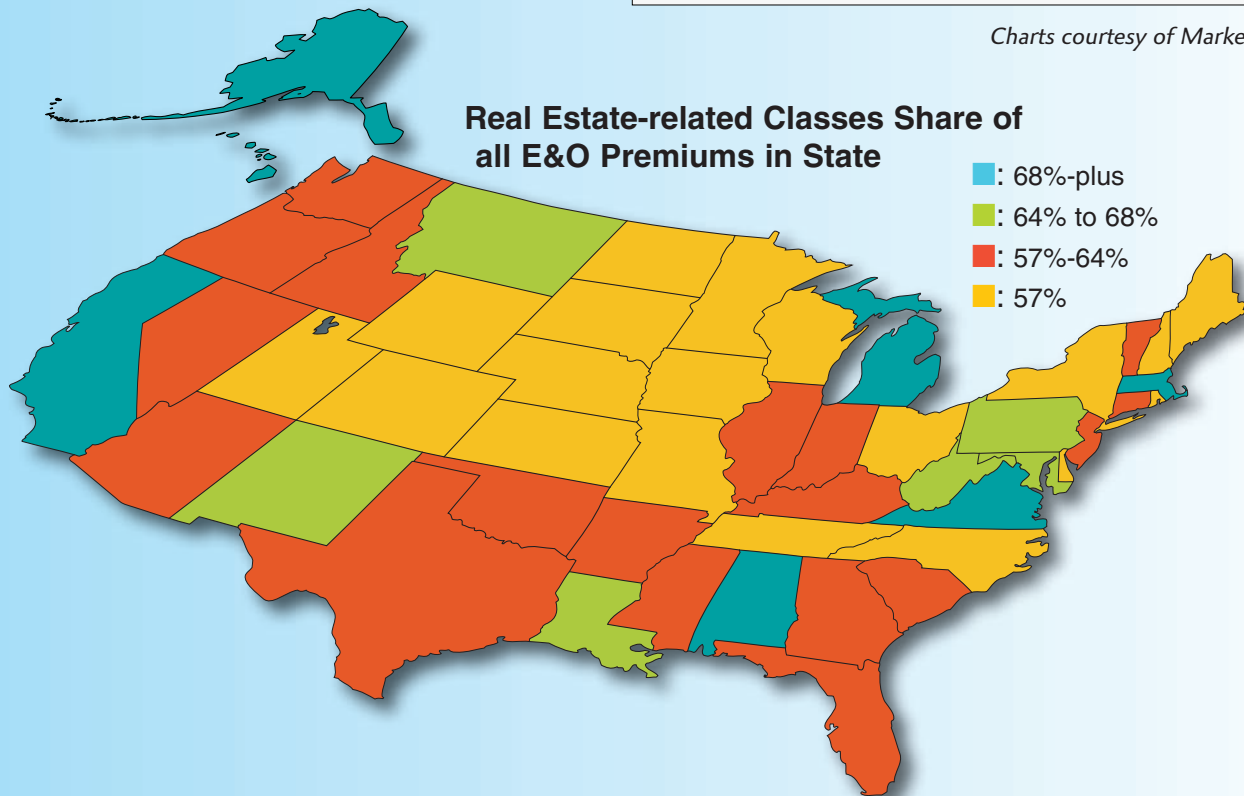 Charts courtesy of Marke
Real Estate-related Classes Share of
all E&O Premiums in State
: 68%-plus
: 64% to 68%
: 57%-64%
: 57%